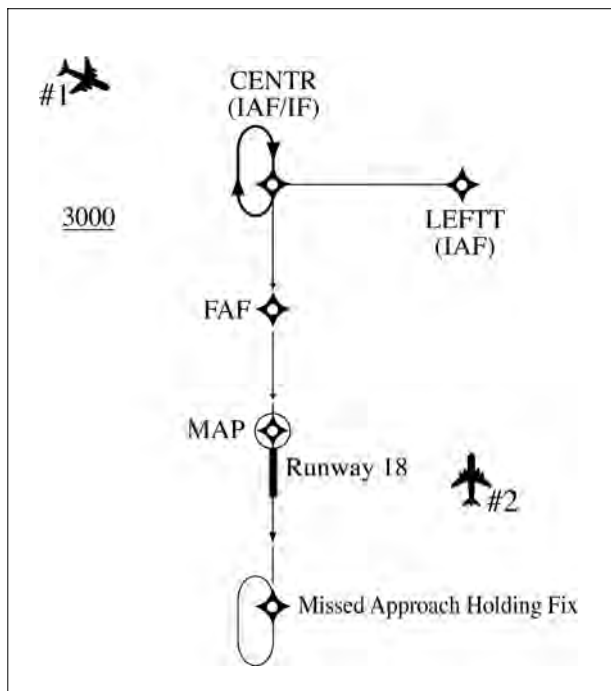 #1
CENTR
(IAF/IF)
3000
LEFTT
(IAF)
FAF
MAP
Runway 18
#2
Missed Approach Holding Fix